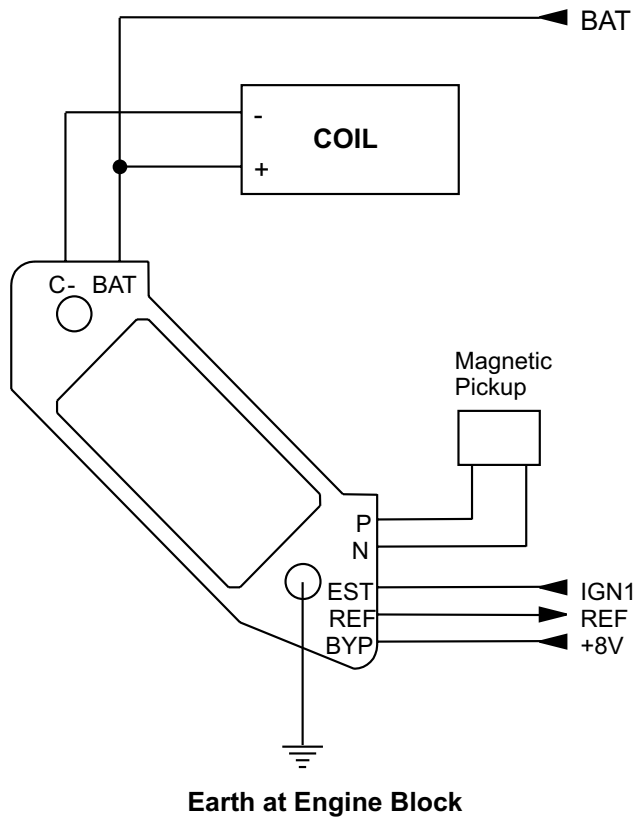 BAT
-
COIL
+
C- BAT
Magnetic
Pickup
P
N
EST IGN1
REF REF
BYP +8V
Earth at Engine Block